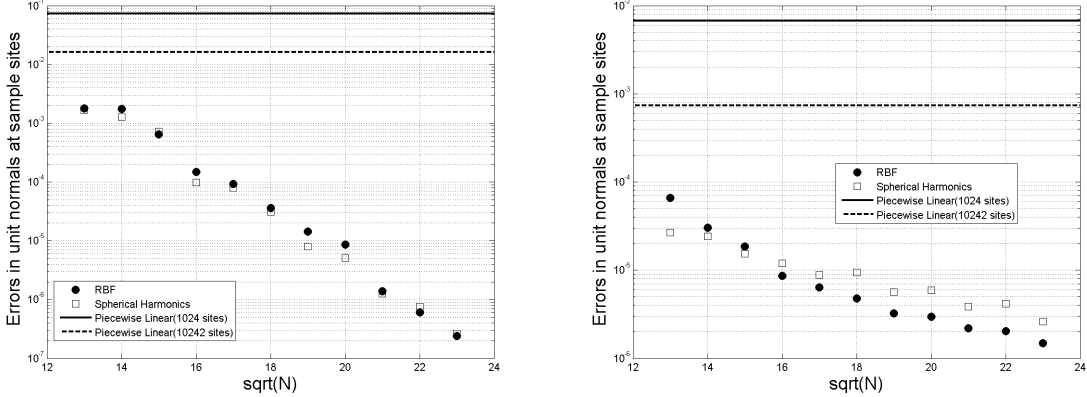 Errors in unit normals at sample sites
10^-1
10^-2
10^-3
10^-4
10^-5
10^-6
10^-7
RBF
Spherical Harmonics
Piecewise Linear(1024 sites)
Piecewise Linear(10242 sites)
12 14 16 18 20 22 24
sqrt(N)
Errors in unit normals at sample sites
10^-2
10^-3
10^-4
10^-5
10^-6
RBF
Spherical Harmonics
Piecewise Linear(1024 sites)
Piecewise Linear(10242 sites)
12 14 16 18 20 22 24
sqrt(N)